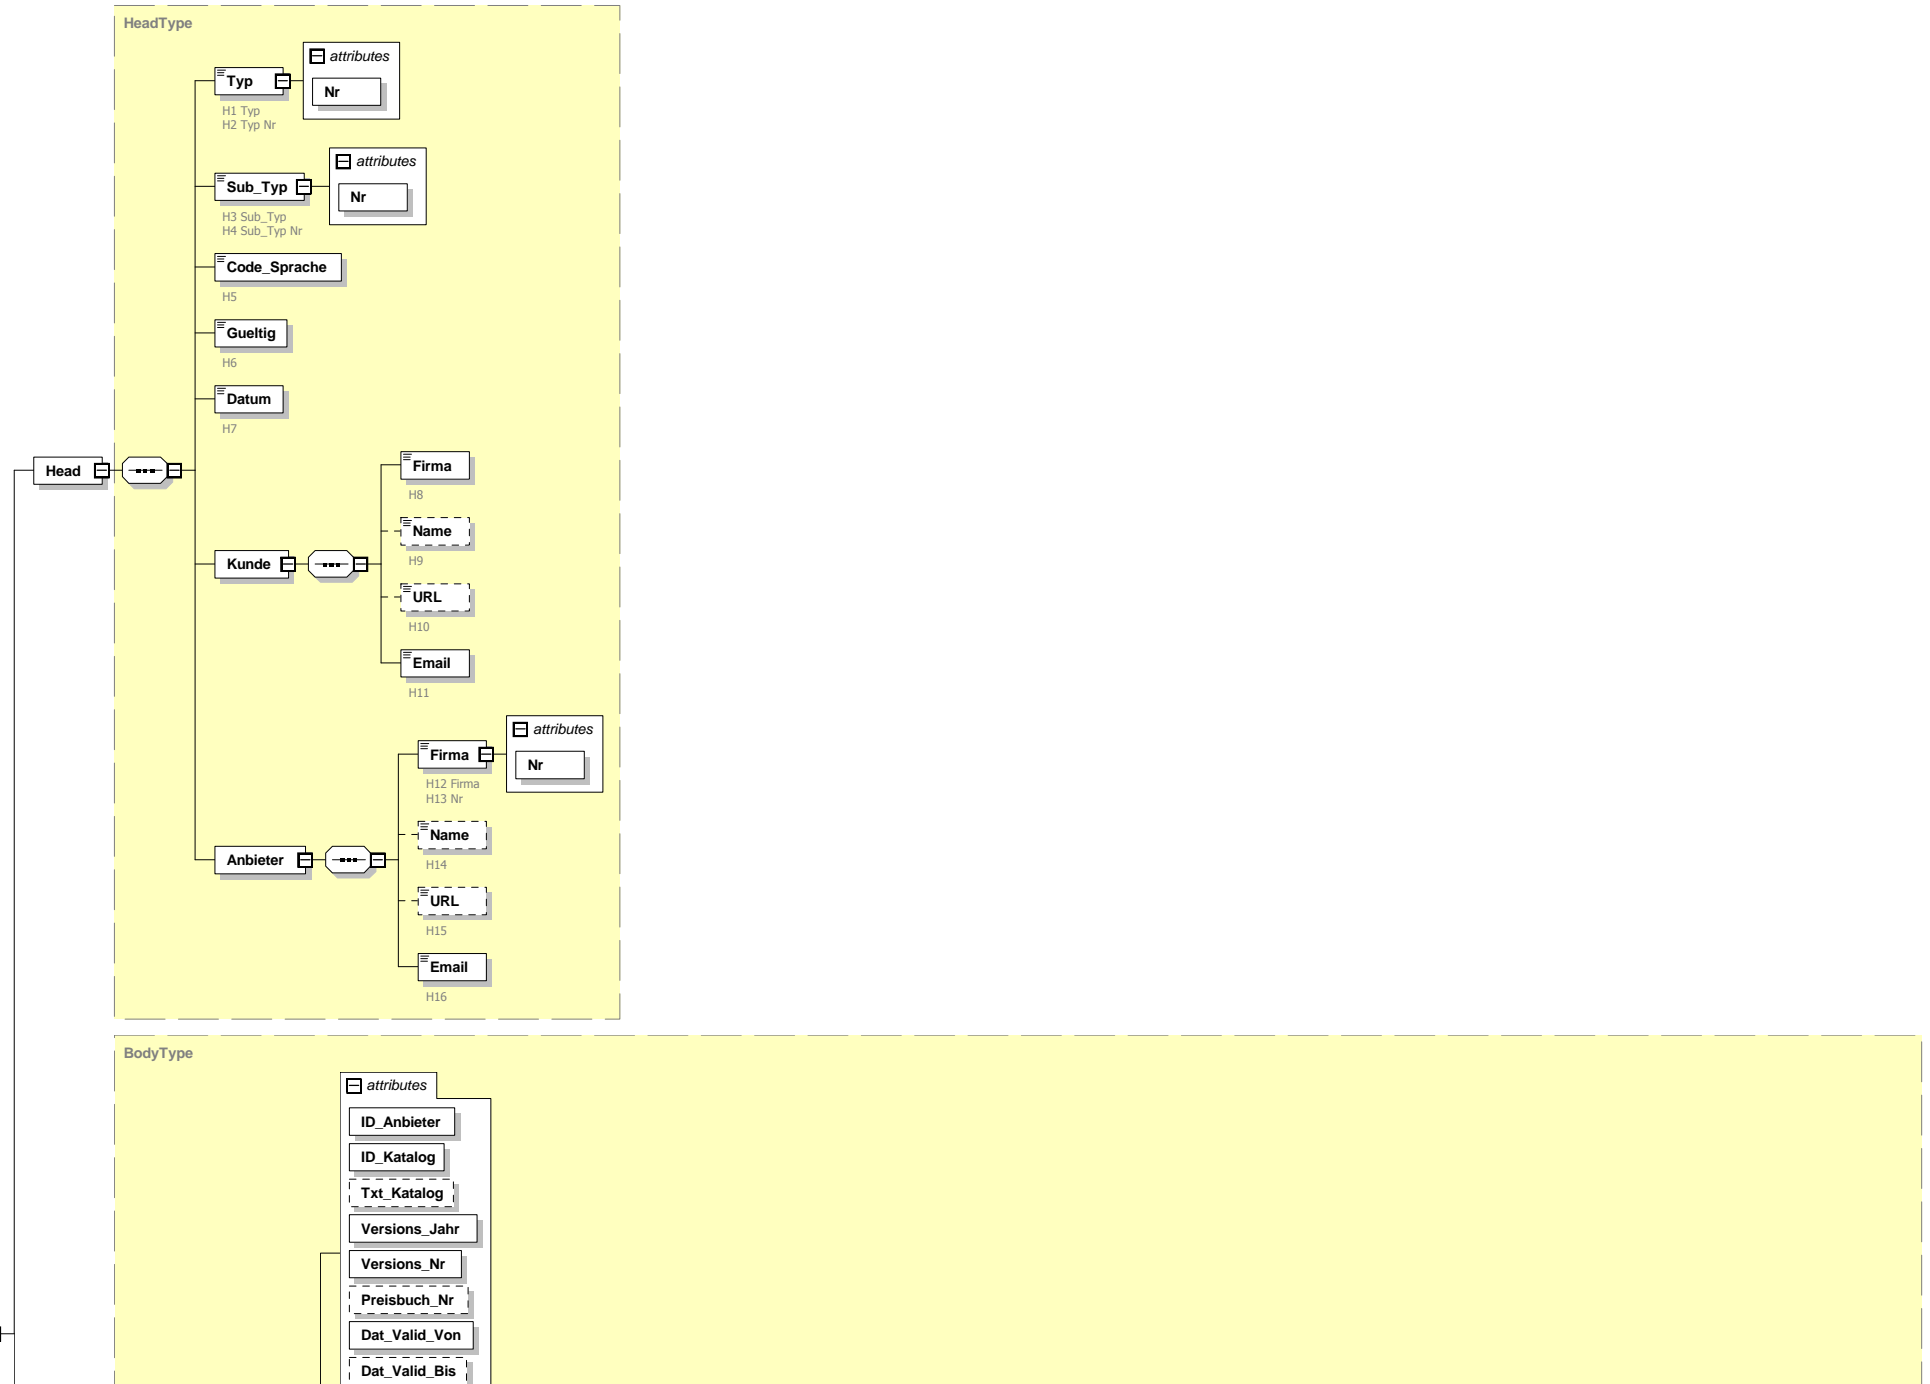 HeadType
attributes
Typ
Nr
H1 Typ
H2 Typ Nr
attributes
Sub_Typ
Nr
H3 Sub_Typ
H4 Sub_Typ Nr
Code_Sprache
H5
Gueltig
H6
Datum
H7
Head
Firma
H8
Name
H9
Kunde
URL
H10
Email
H11
attributes
Firma
Nr
H12 Firma
H13 Nr
Name
H14
Anbieter
URL
H15
Email
H16
BodyType
attributes
ID_Anbieter
ID_Katalog
Txt_Katalog
Versions_Jahr
Versions_Nr
Preisbuch_Nr
Dat_Valid_Von
Dat_Valid_Bis